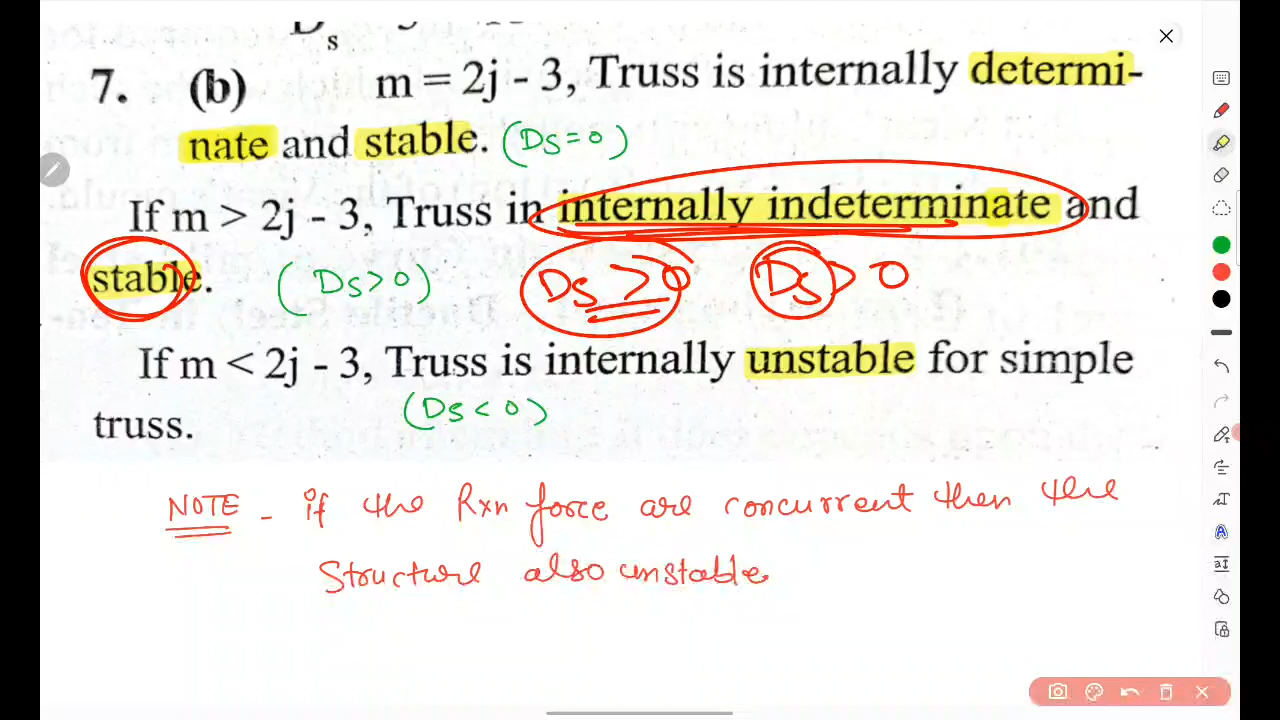 Ds
7. (b) m = 2j - 3, Truss is internally determi-
nate and stable. (Ds=0)
If m > 2j - 3, Truss in internally indeterminate and
stable. (Ds>0) Ds >0 Ds > 0
If m < 2j - 3, Truss is internally unstable for simple
truss. (Ds<0)
NOTE - if the Rxn force are concurrent then the
Structure also unstable.